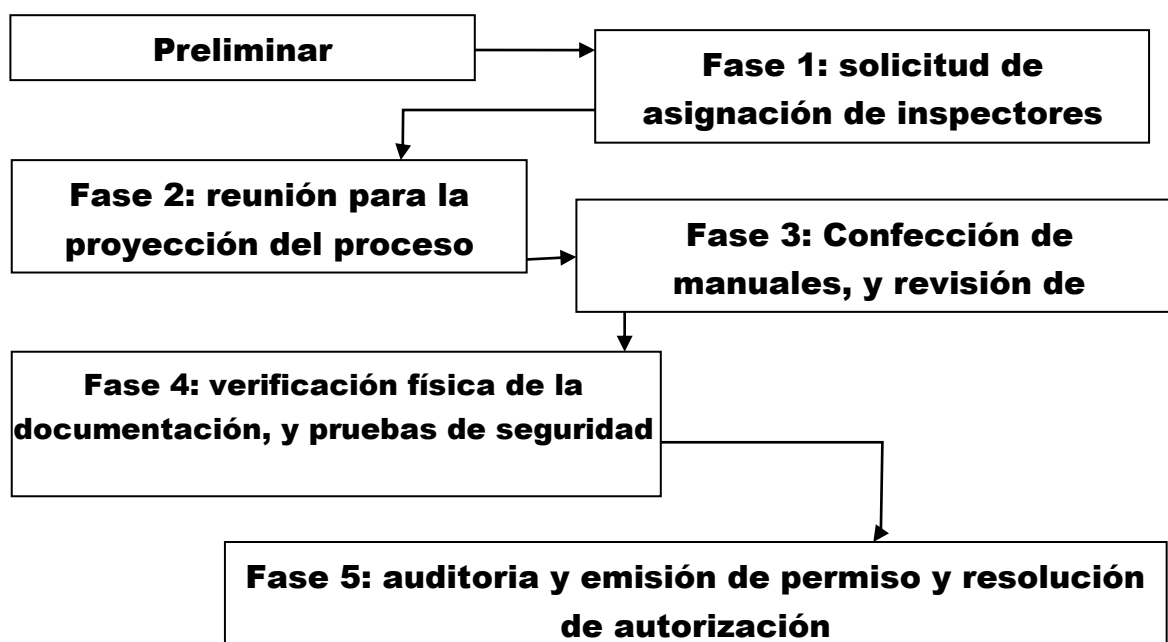 Preliminar
Fase 1: solicitud de
asignación de inspectores
Fase 2: reunión para la
proyección del proceso
Fase 3: Confección de
manuales, y revisión de
Fase 4: verificación física de la
documentación, y pruebas de seguridad
Fase 5: auditoria y emisión de permiso y resolución
de autorización